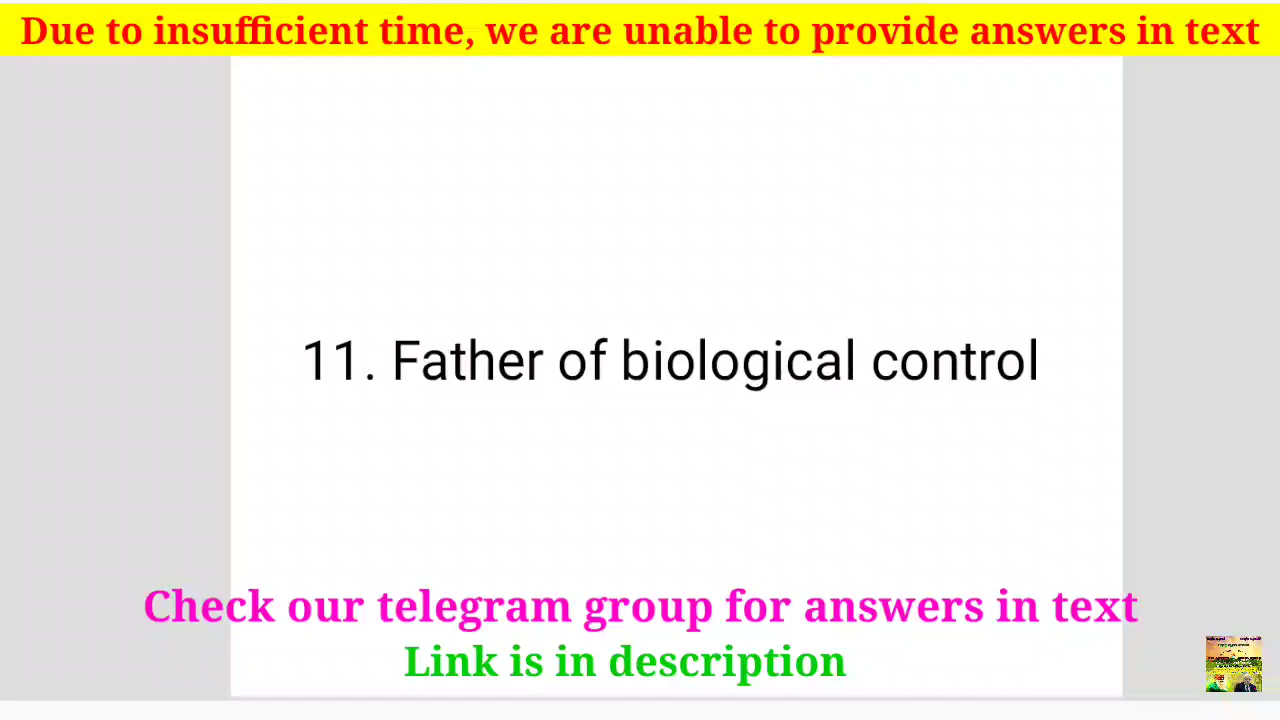 Due to insufficient time, we are unable to provide answers in text
11. Father of biological control
Check our telegram group for answers in text
Link is in description